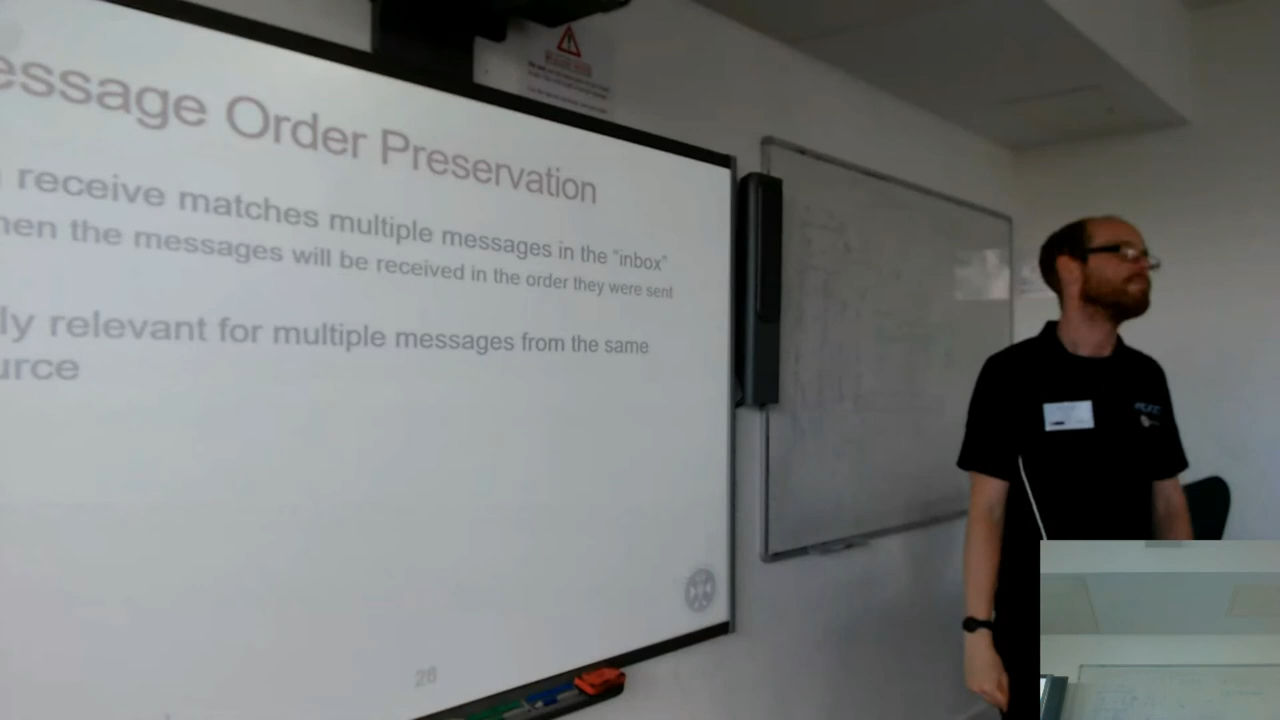 essage Order Preservation
receive matches multiple messages in the "inbox"
hen the messages will be received in the order they were sent
ly relevant for multiple messages from the same
urce
26